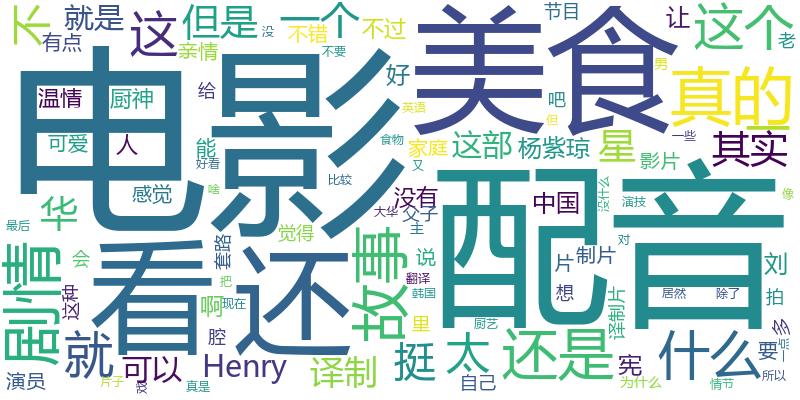 不
就是
有点
这
但是
一个
亲情
没
不错
不要
不过
节目
让
这个
老
美食
真的
男
电影
温情
厨神
给
好
吧
英语
但
可爱
人
能
好看
食物
又
家庭
这部
杨紫琼
星
影片
一些
其实
感觉
啥
比较
没有
大华
父子
中国
没什么
演技
像
华
最后
觉得
故事
圭
说
配音
对
看
还
剧情
会
套路
片
制片
刘
这种
把
翻译
韩国
想
居然
除了
拍
啊
现在
里
厨艺
译制片
多
就
腔
挺
太
还是
什么
要
一点
可以
Henry
译制
自己
宪
所以
演员
片子
戏
真是
为什么
情节